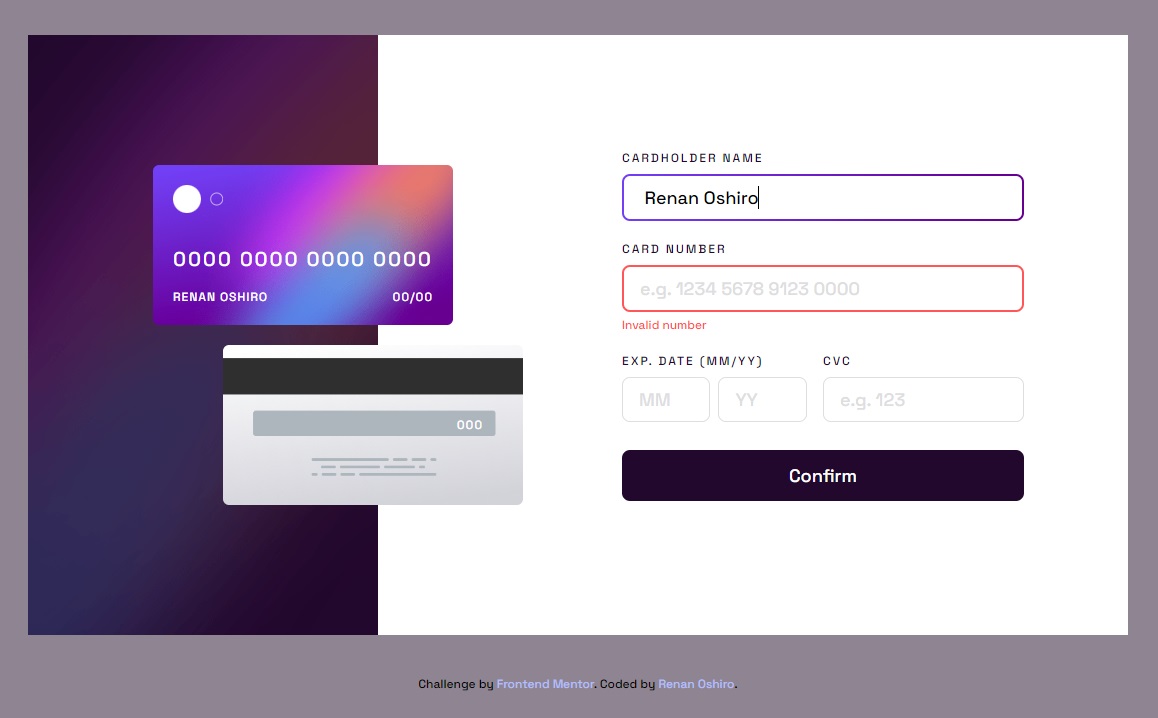 0000 0000 0000 0000
RENAN OSHIRO 00/00
000
CARDHOLDER NAME
Renan Oshiro
CARD NUMBER
e.g. 1234 5678 9123 0000
Invalid number
EXP. DATE (MM/YY) CVC
MM YY e.g. 123
Confirm
Challenge by Frontend Mentor. Coded by Renan Oshiro.